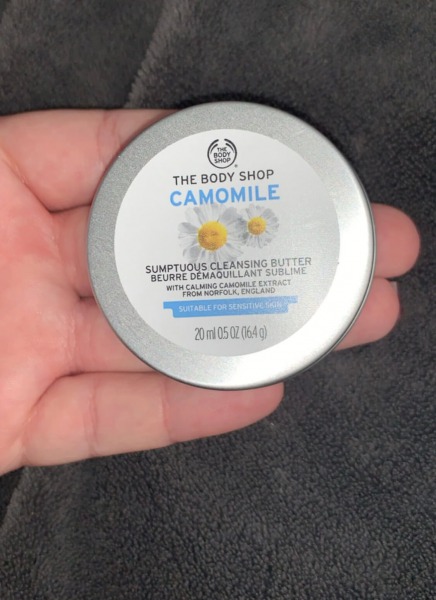 THE
BODY
SHOP
®
THE BODY SHOP
CAMOMILE
SUMPTUOUS CLEANSING BUTTER
BEURRE DÉMAQUILLANT SUBLIME
WITH CALMING CAMOMILE EXTRACT
FROM NORFOLK, ENGLAND
SUITABLE FOR SENSITIVE SKIN
20 ml 0.5 OZ (16.4 g)